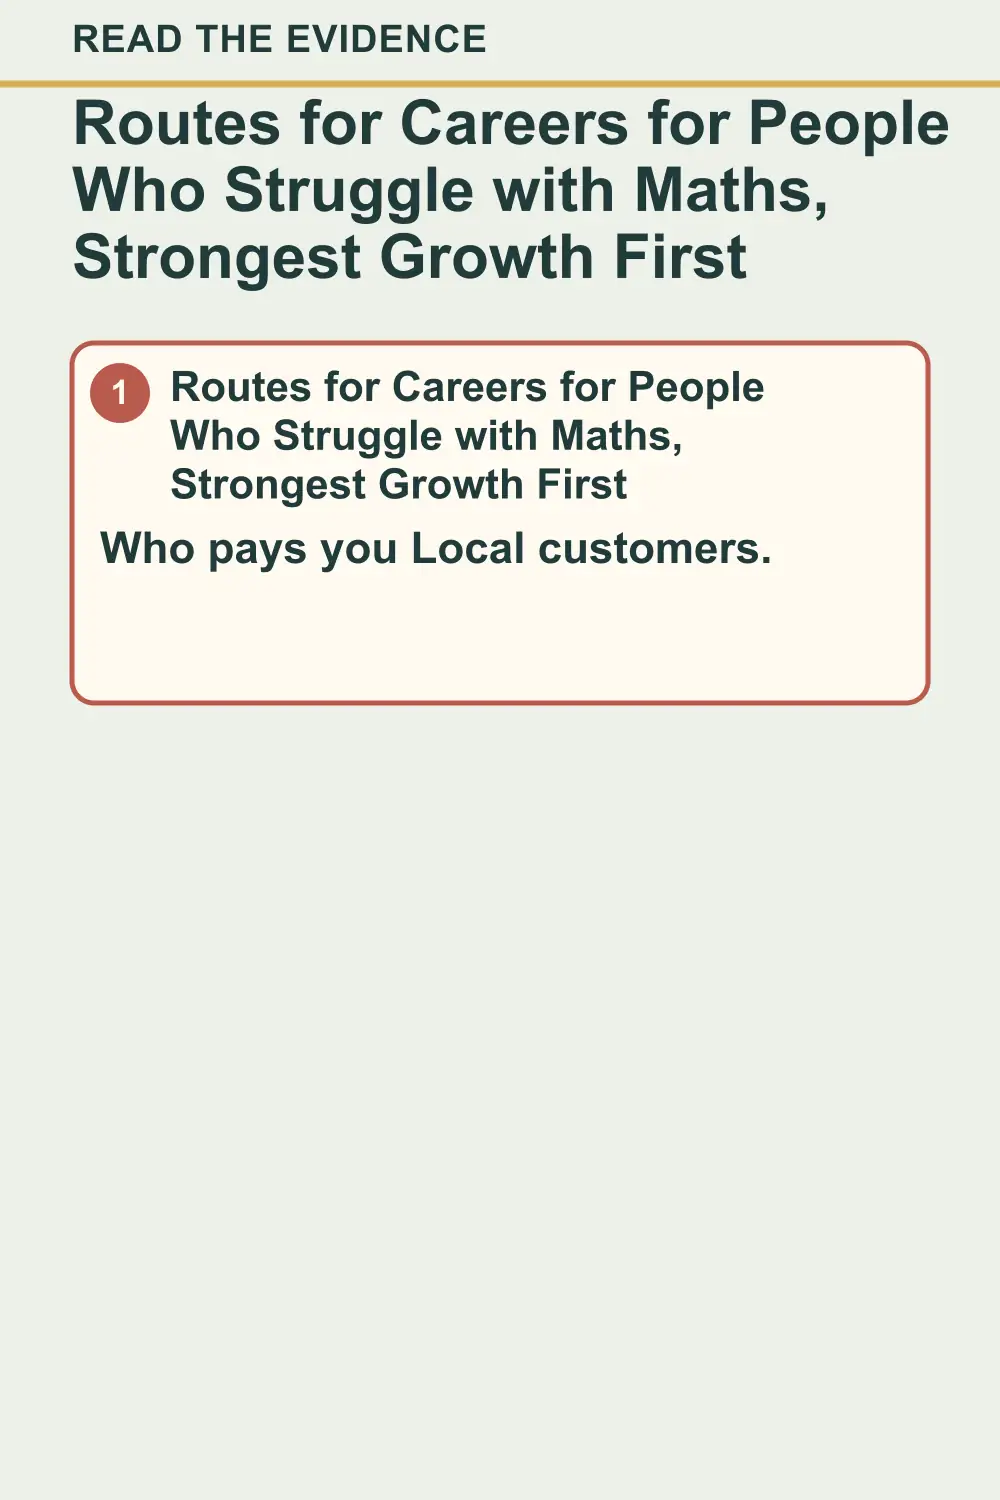 READ THE EVIDENCE
Routes for Careers for People
Who Struggle with Maths,
Strongest Growth First
1
Routes for Careers for People
Who Struggle with Maths,
Strongest Growth First
Who pays you Local customers.